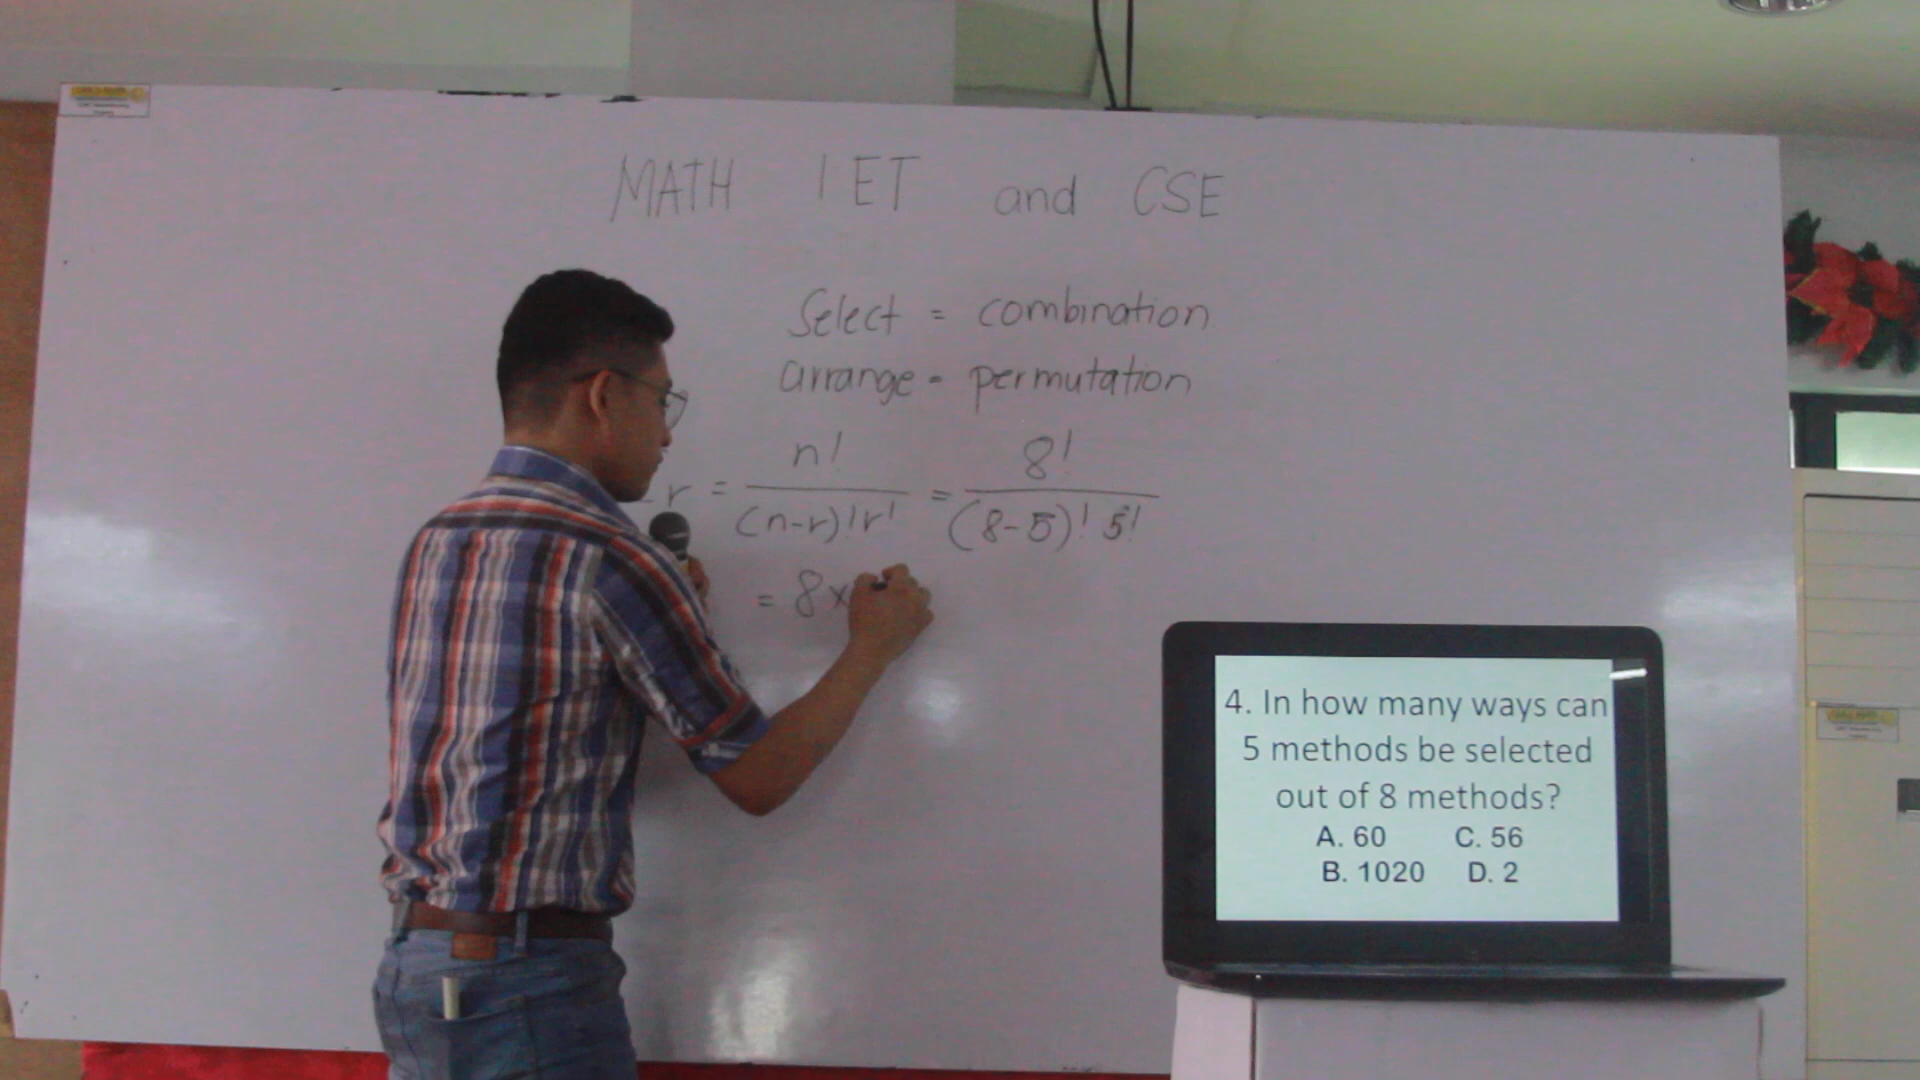 MATH LET and CSE
Select = combination
arrange = permutation
r = n! / (n-r)!r! = 8! / (8-5)! 5!
= 8x
4. In how many ways can
5 methods be selected
out of 8 methods?
A. 60 C. 56
B. 1020 D. 2